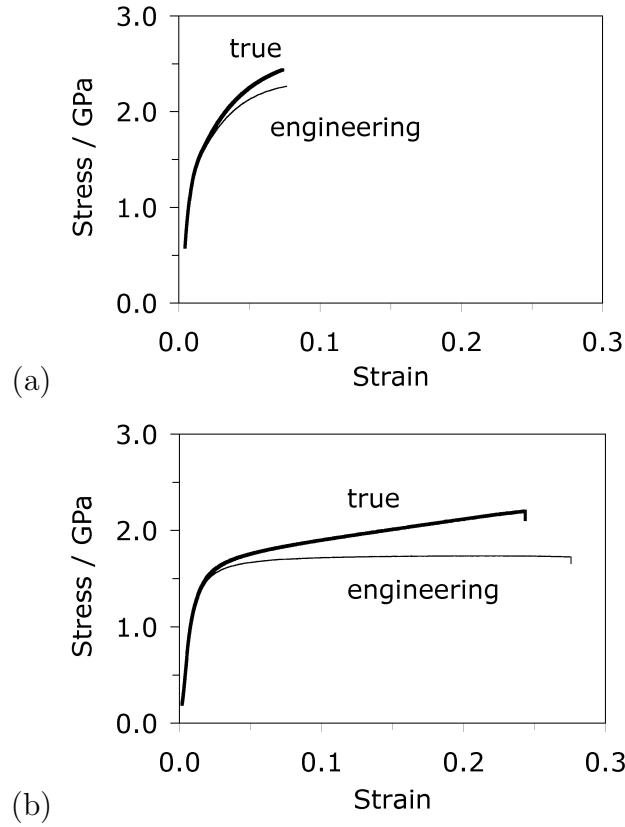 3.0
true
2.0
engineering
1.0
0.0
Stress / GPa
0.0 0.1 0.2 0.3
Strain
(a)
3.0
true
2.0
engineering
1.0
0.0
Stress / GPa
0.0 0.1 0.2 0.3
Strain
(b)